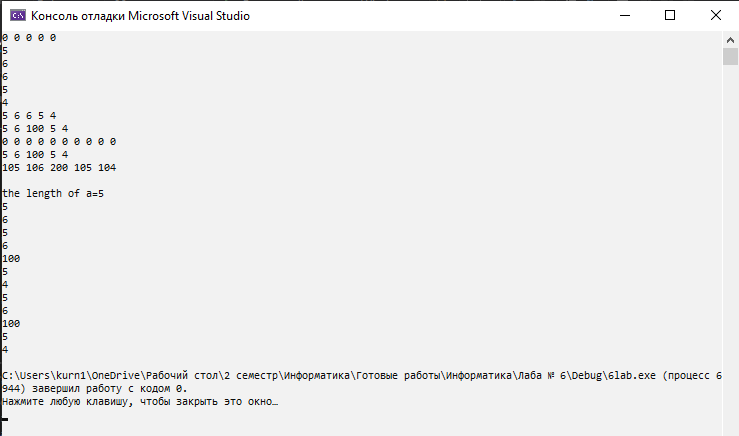 Консоль отладки Microsoft Visual Studio
0 0 0 0 0
5
6
6
5
4
5 6 6 5 4
5 6 100 5 4
0 0 0 0 0 0 0 0 0 0
5 6 100 5 4
105 106 200 105 104
the length of a=5
5
6
5
6
100
5
4
5
6
100
5
4
C:\Users\kurn1\OneDrive\Рабочий стол\2 семестр\Информатика\Готовые работы\Информатика\Лаба № 6\Debug\6lab.exe (процесс 6
944) завершил работу с кодом 0.
Нажмите любую клавишу, чтобы закрыть это окно…